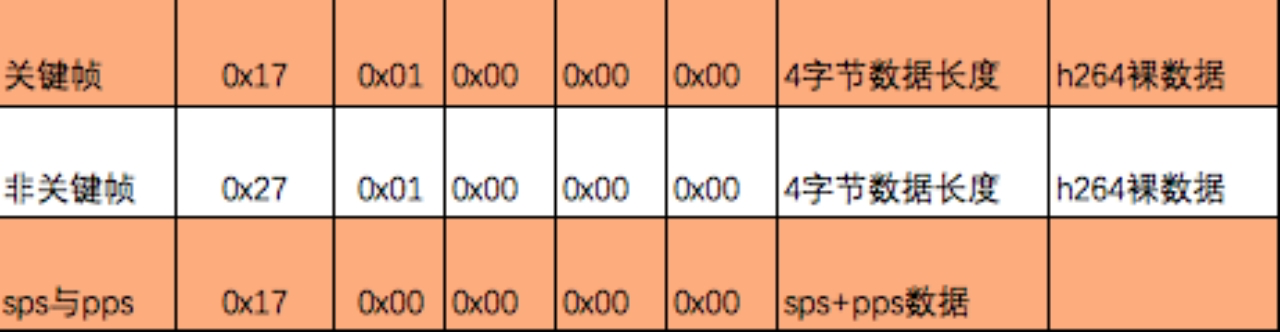 关键帧 0x17 0x01 0x00 0x00 0x00 4字节数据长度 h264裸数据
非关键帧 0x27 0x01 0x00 0x00 0x00 4字节数据长度 h264裸数据
sps与pps 0x17 0x00 0x00 0x00 0x00 sps+pps数据